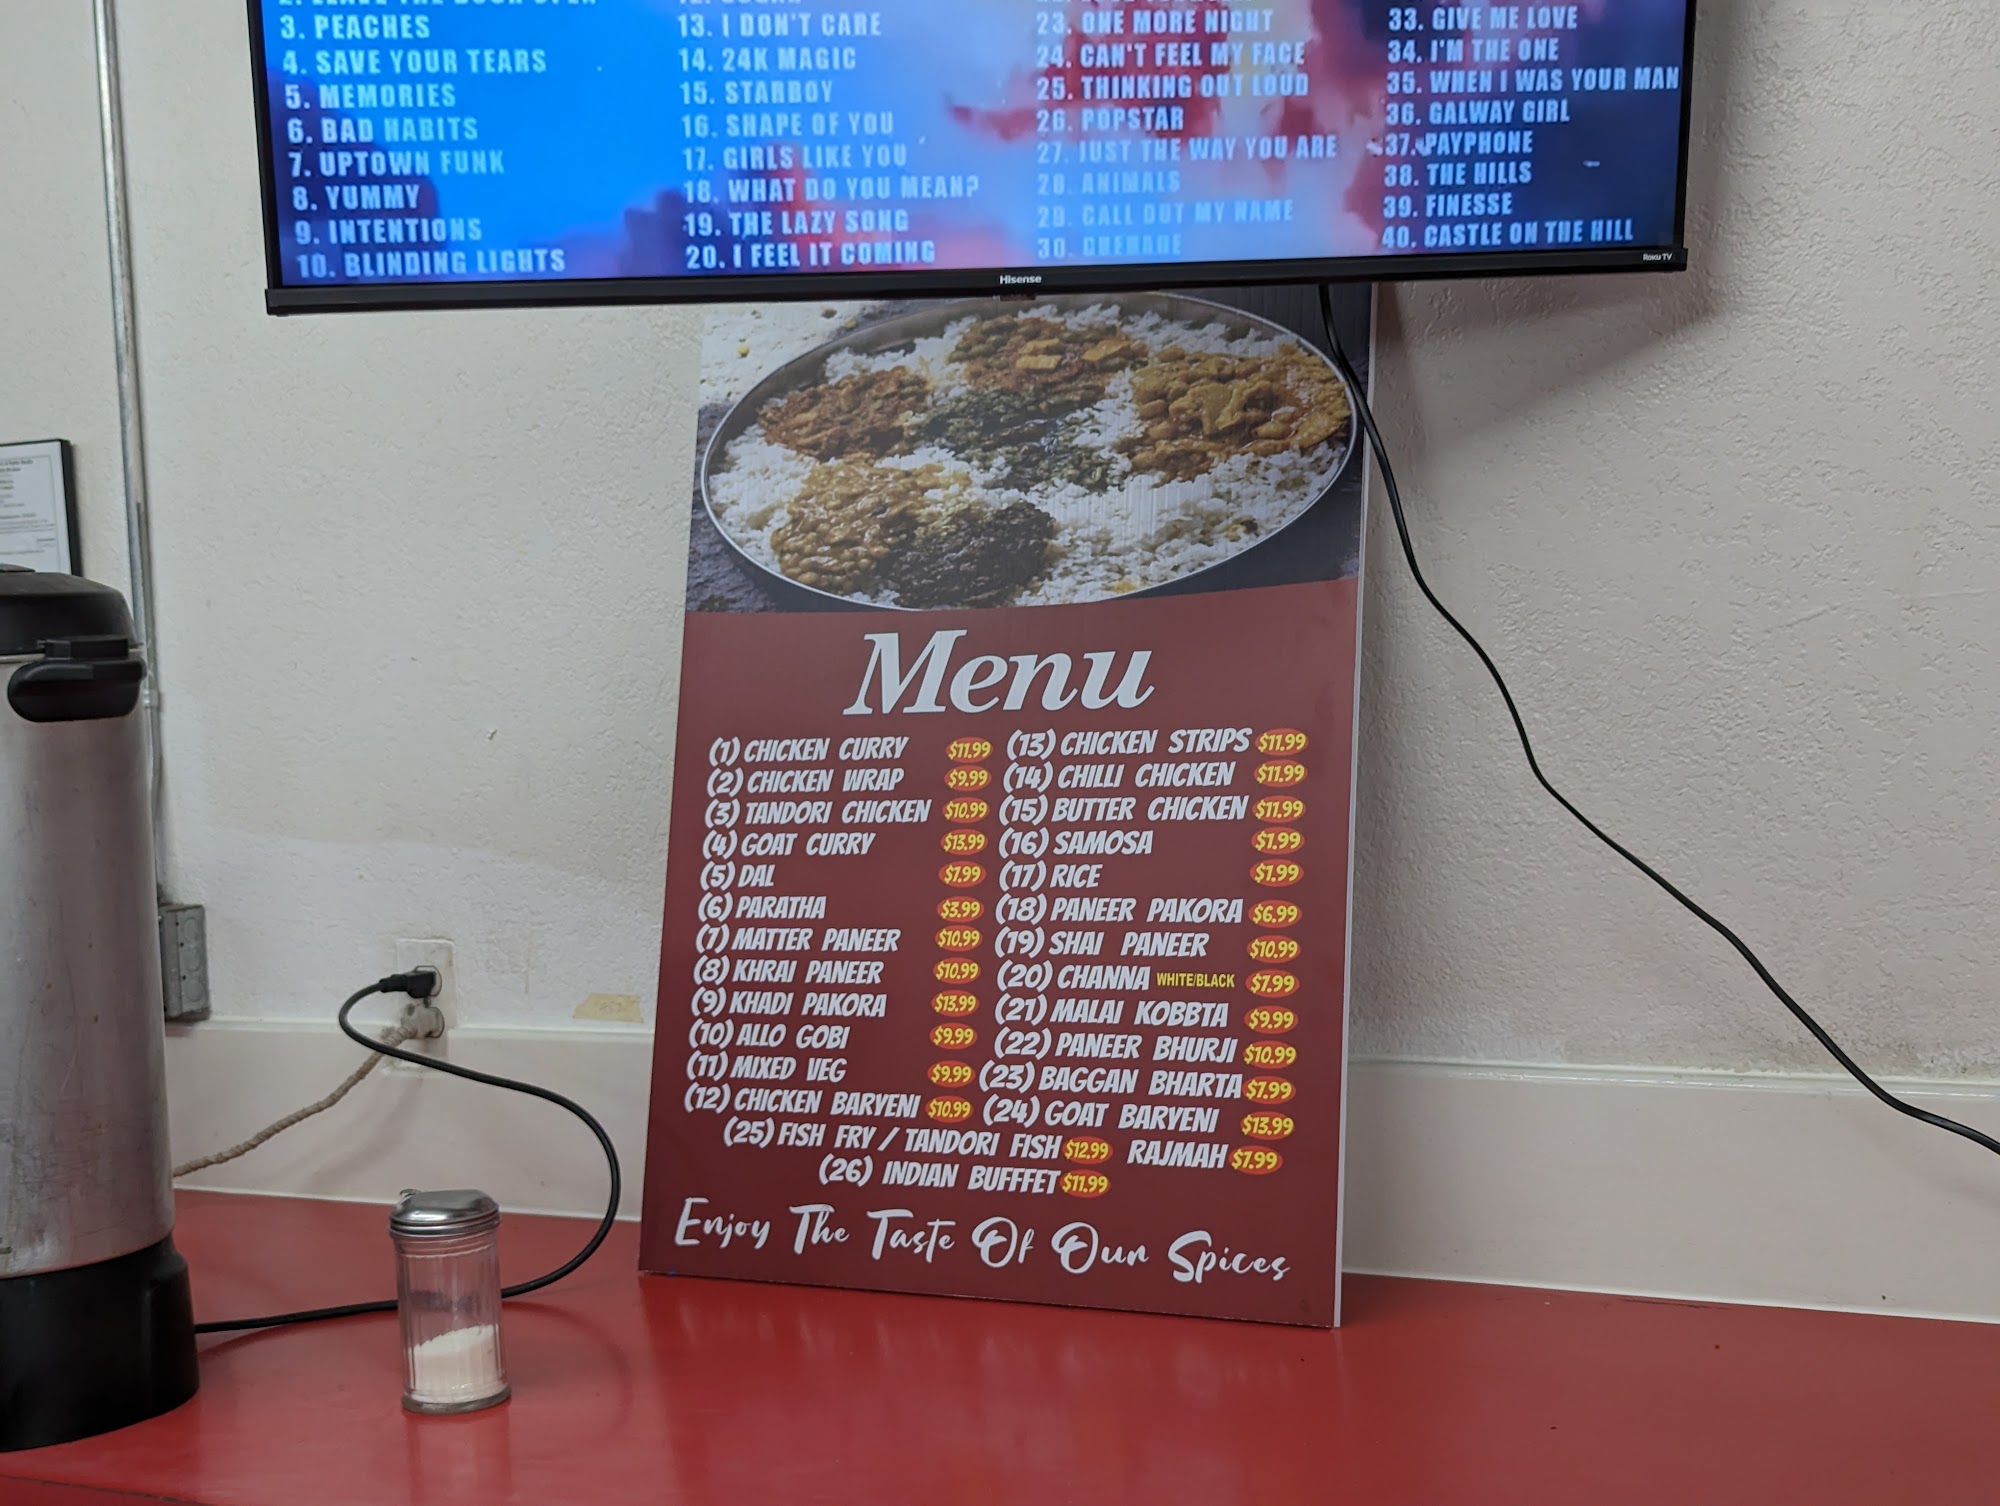 3. PEACHES
4. SAVE YOUR TEARS
5. MEMORIES
6. BAD HABITS
7. UPTOWN FUNK
8. YUMMY
9. INTENTIONS
10. BLINDING LIGHTS
13. I DON'T CARE
14. 24K MAGIC
15. STARBOY
16. SHAPE OF YOU
17. GIRLS LIKE YOU
18. WHAT DO YOU MEAN?
19. THE LAZY SONG
20. I FEEL IT COMING
23. ONE MORE NIGHT
24. CAN'T FEEL MY FACE
25. THINKING OUT LOUD
26. POPSTAR
27. JUST THE WAY YOU ARE
28. ANIMALS
29. CALL OUT MY NAME
30.
33. GIVE ME LOVE
34. I'M THE ONE
35. WHEN I WAS YOUR MAN
36. GALWAY GIRL
37. PAYPHONE
38. THE HILLS
39. FINESSE
40. CASTLE ON THE HILL
Hisense
Roku TV
Menu
(1) CHICKEN CURRY $11.99
(2) CHICKEN WRAP $9.99
(3) TANDORI CHICKEN $10.99
(4) GOAT CURRY $13.99
(5) DAL $7.99
(6) PARATHA $3.99
(7) MATTER PANEER $10.99
(8) KHRAI PANEER $10.99
(9) KHADI PAKORA $13.99
(10) ALLO GOBI $9.99
(11) MIXED VEG $9.99
(12) CHICKEN BARYENI $10.99
(13) CHICKEN STRIPS $11.99
(14) CHILLI CHICKEN $11.99
(15) BUTTER CHICKEN $11.99
(16) SAMOSA $1.99
(17) RICE $1.99
(18) PANEER PAKORA $6.99
(19) SHAI PANEER $10.99
(20) CHANNA WHITE/BLACK $7.99
(21) MALAI KOBBTA $9.99
(22) PANEER BHURJI $10.99
(23) BAGGAN BHARTA $7.99
(24) GOAT BARYENI $13.99
(25) FISH FRY / TANDORI FISH $12.99 RAJMAH $7.99
(26) INDIAN BUFFFET $11.99
Enjoy The Taste Of Our Spices